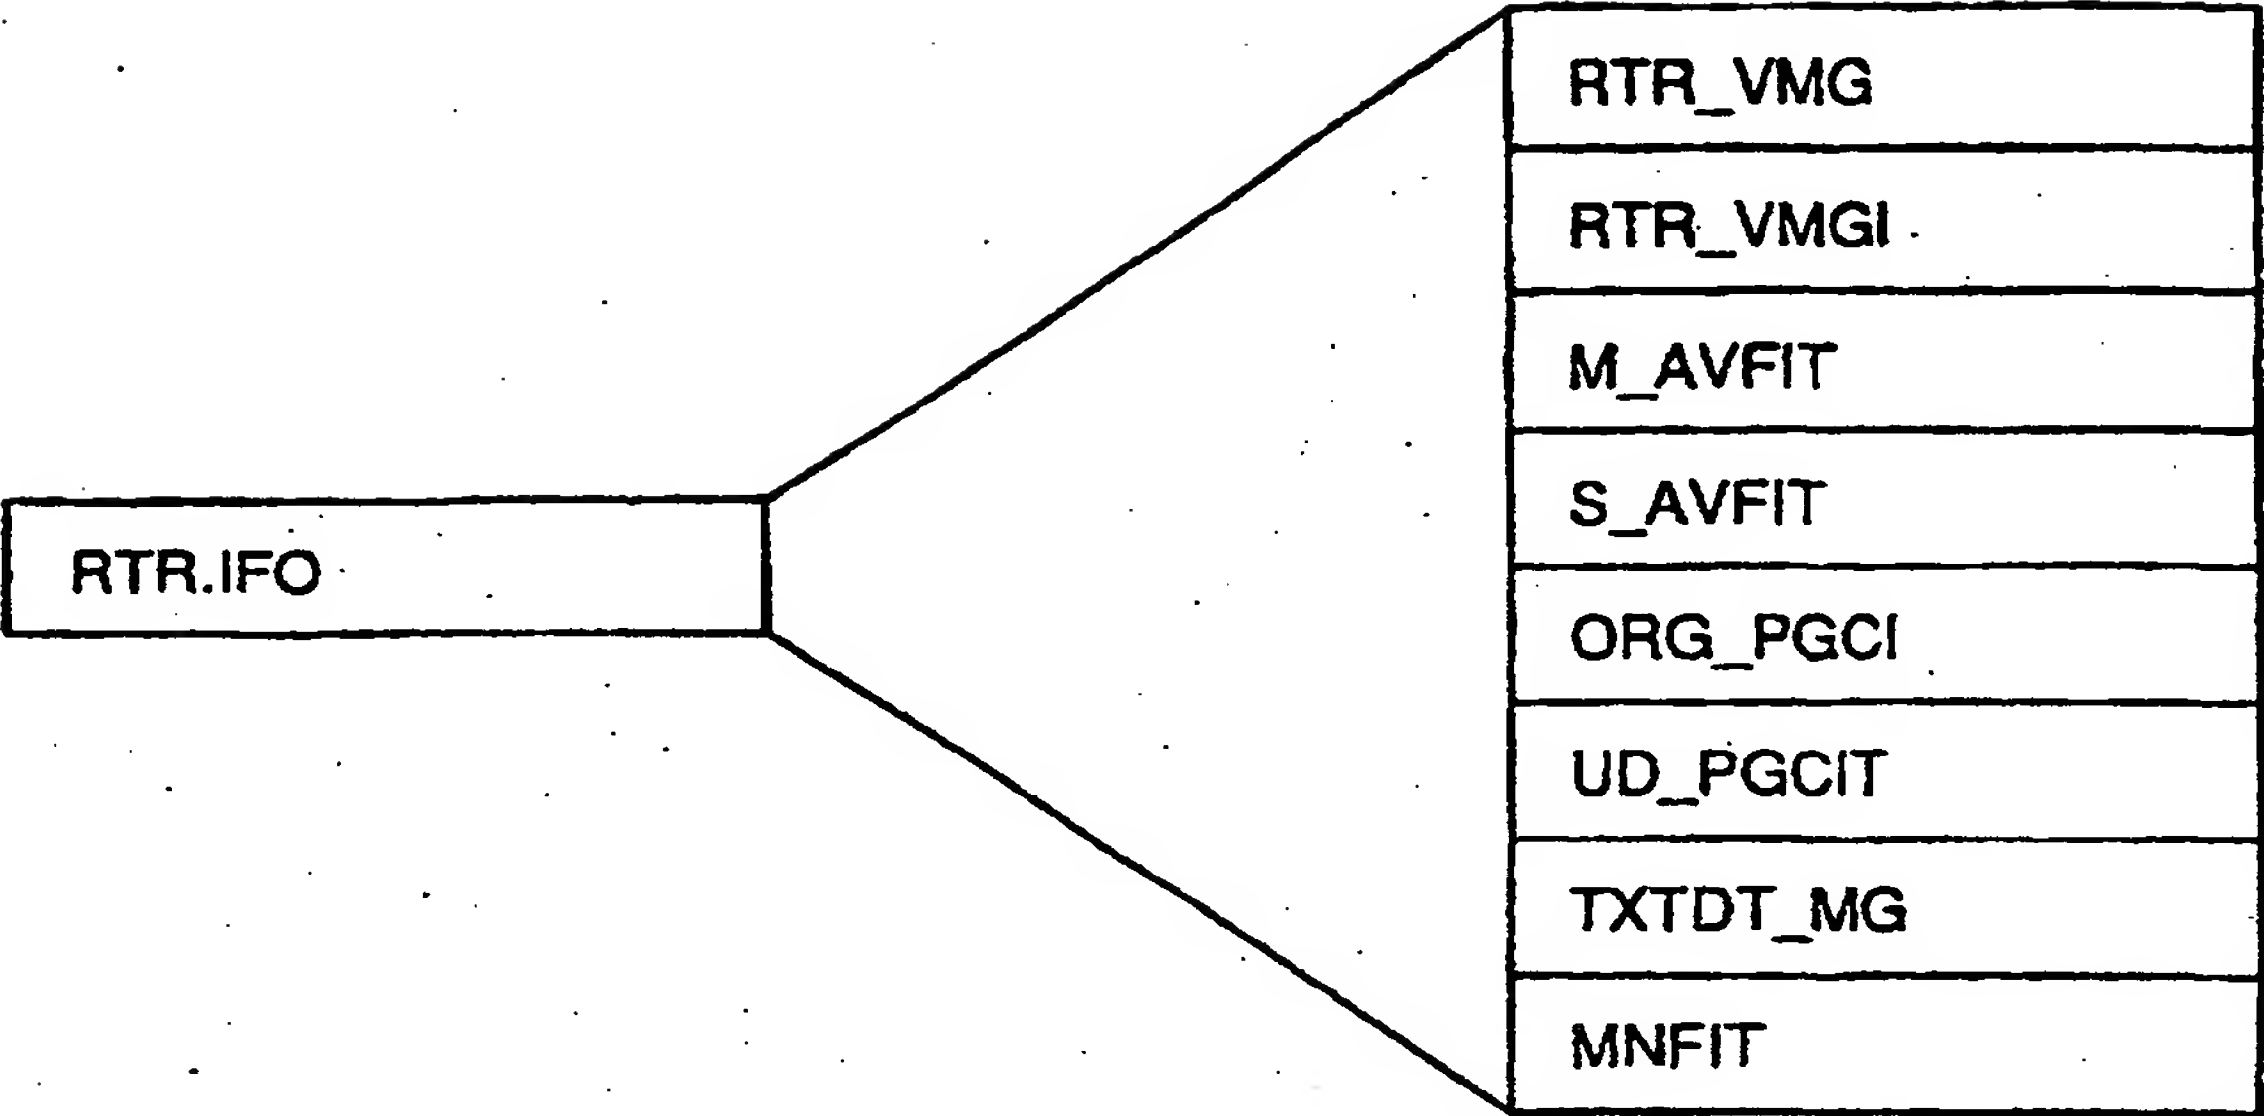 RTR.IFO
RTR_VMG
RTR_VMGI
M_AVFIT
S_AVFIT
ORG_PGCI
UD_PGCIT
TXTDT_MG
MNFIT